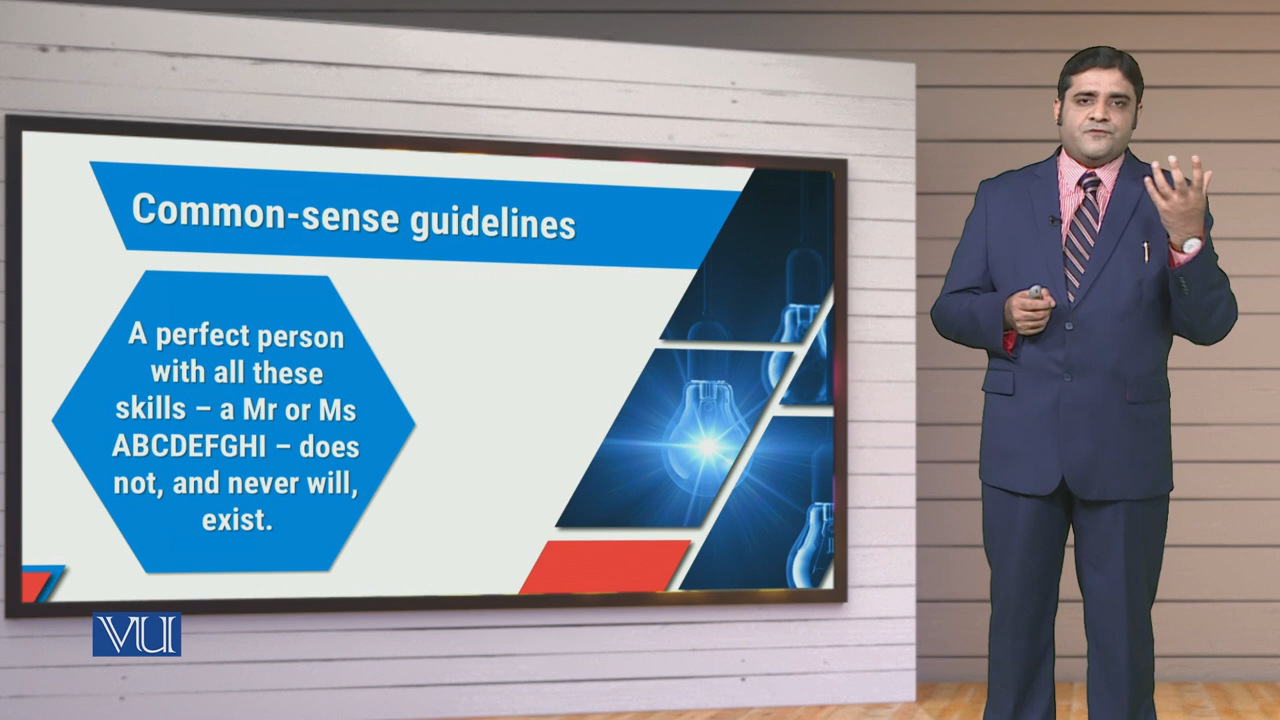 Common-sense guidelines
A perfect person
with all these
skills – a Mr or Ms
ABCDEFGHI – does
not, and never will,
exist.
VU